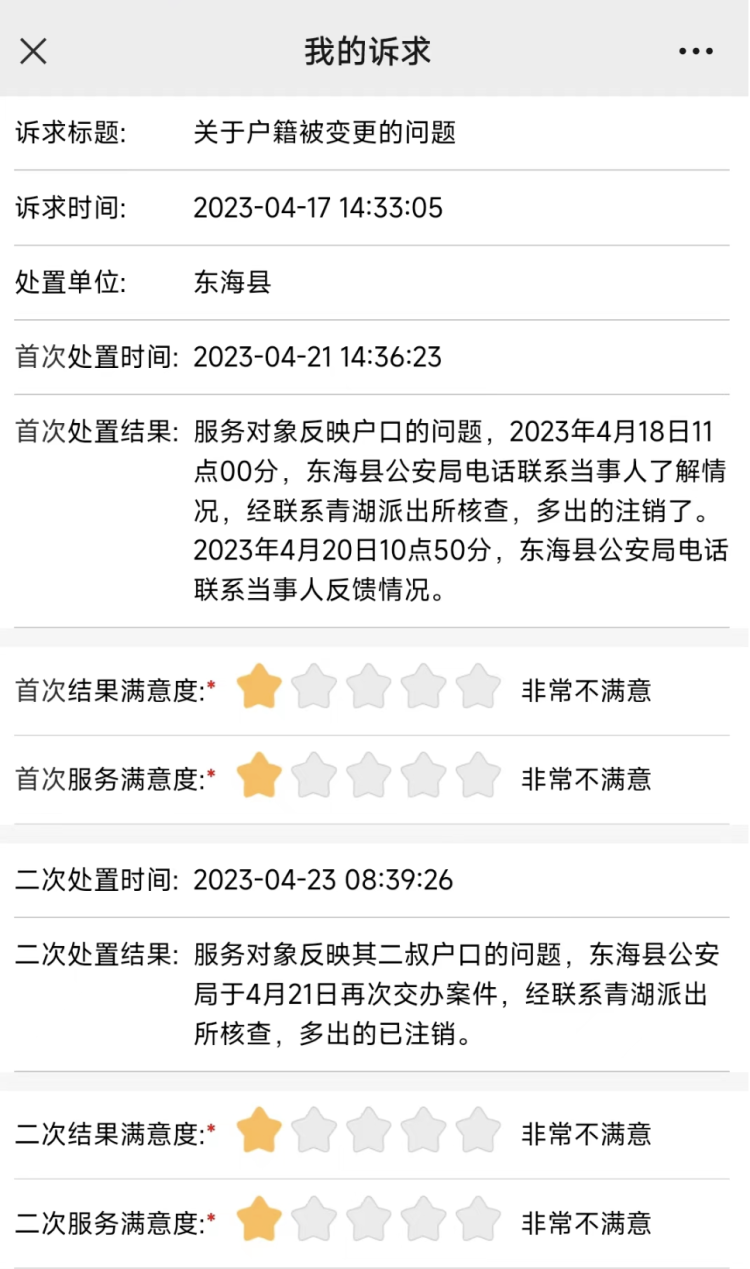 我的诉求
诉求标题: 关于户籍被变更的问题
诉求时间: 2023-04-17 14:33:05
处置单位: 东海县
首次处置时间: 2023-04-21 14:36:23
首次处置结果: 服务对象反映户口的问题，2023年4月18日11
点00分，东海县公安局电话联系当事人了解情
况，经联系青湖派出所核查，多出的注销了。
2023年4月20日10点50分，东海县公安局电话
联系当事人反馈情况。
首次结果满意度:* 非常不满意
首次服务满意度:* 非常不满意
二次处置时间: 2023-04-23 08:39:26
二次处置结果: 服务对象反映其二叔户口的问题，东海县公安
局于4月21日再次交办案件，经联系青湖派出
所核查，多出的已注销。
二次结果满意度:* 非常不满意
二次服务满意度:* 非常不满意